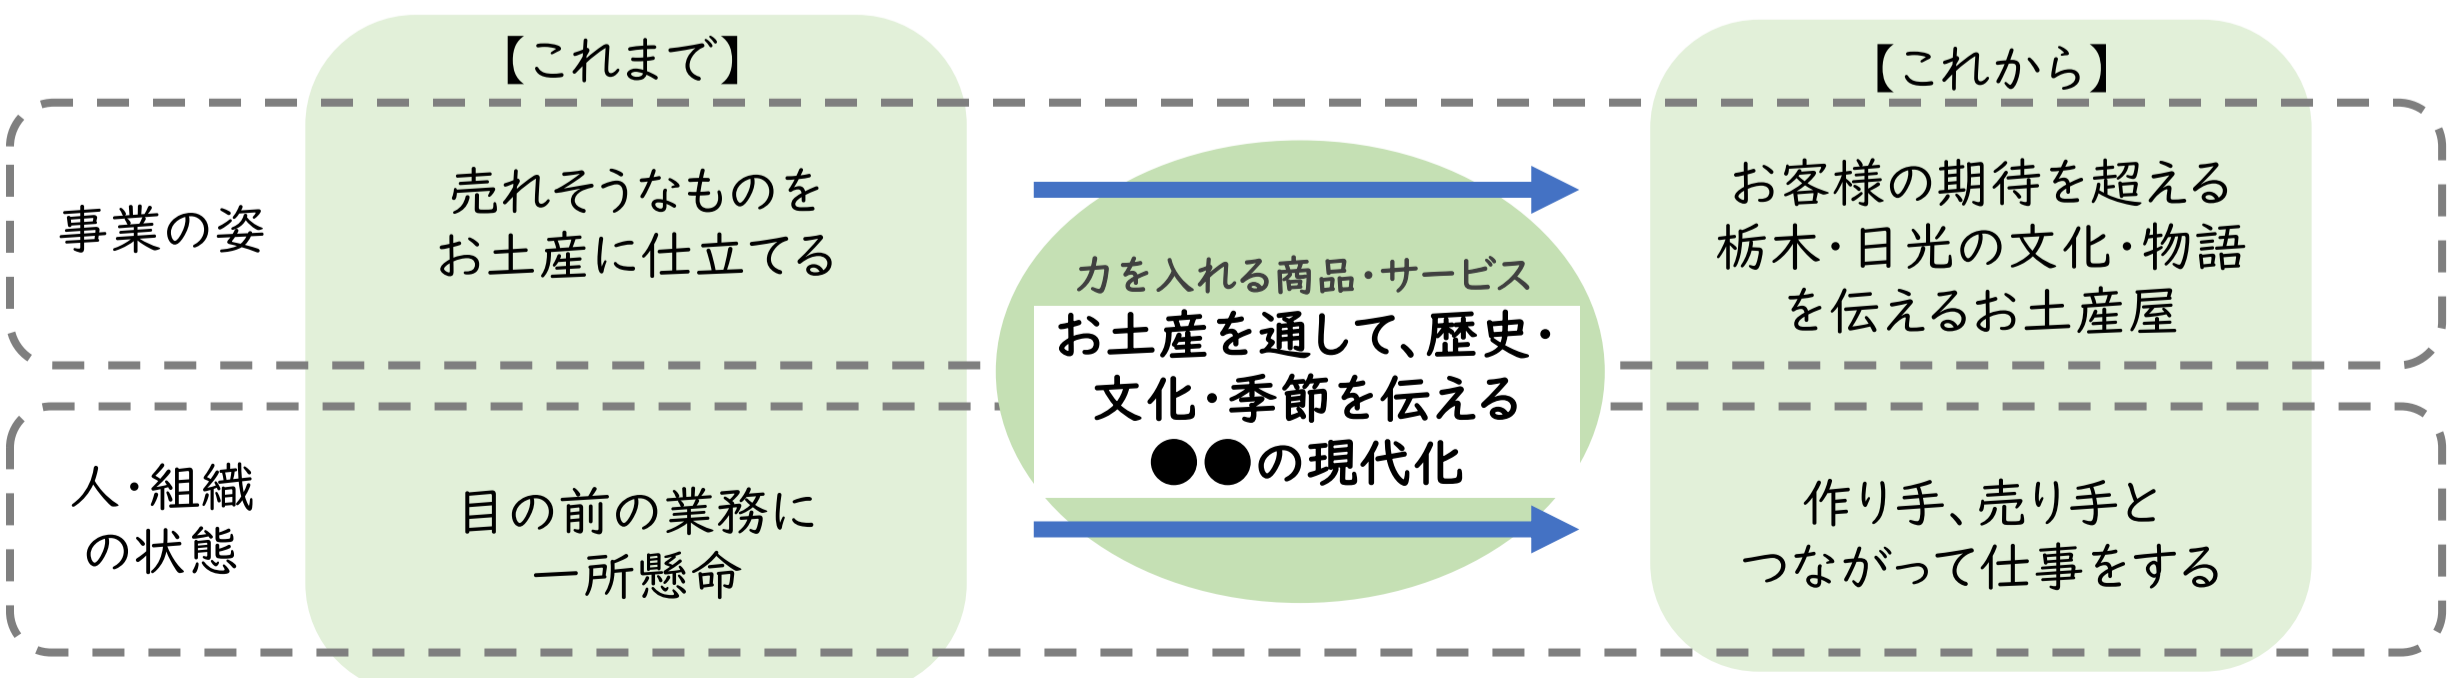 【これまで】
【これから】
事業の姿
売れそうなものを
お土産に仕立てる
力を入れる商品・サービス
お土産を通して、歴史・
文化・季節を伝える
●●の現代化
お客様の期待を超える
栃木・日光の文化・物語
を伝えるお土産屋
人・組織
の状態
目の前の業務に
一所懸命
作り手、売り手と
つながって仕事をする